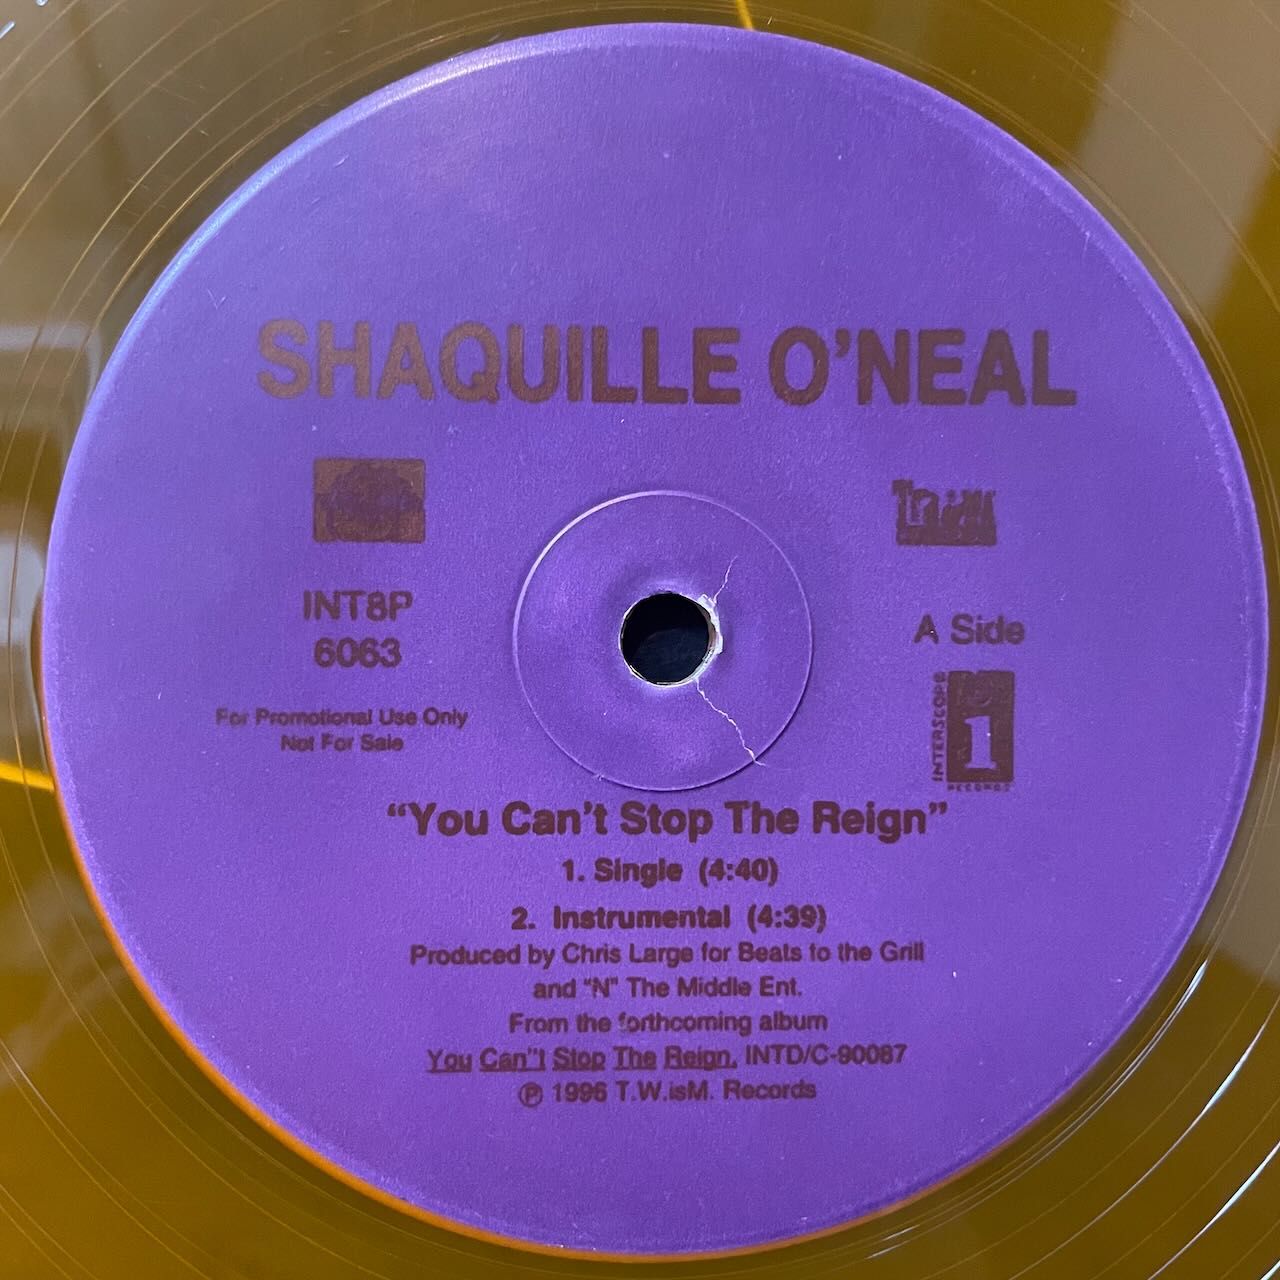 SHAQUILLE O'NEAL
INT8P
6063
For Promotional Use Only
Not For Sale
A Side
INTERSCOPE
1
RECORDS
“You Can't Stop The Reign”
1. Single (4:40)
2. Instrumental (4:39)
Produced by Chris Large for Beats to the Grill
and "N" The Middle Ent.
From the forthcoming album
You Can"t Stop The Reign, INTD/C-90087
℗ 1996 T.W.isM. Records